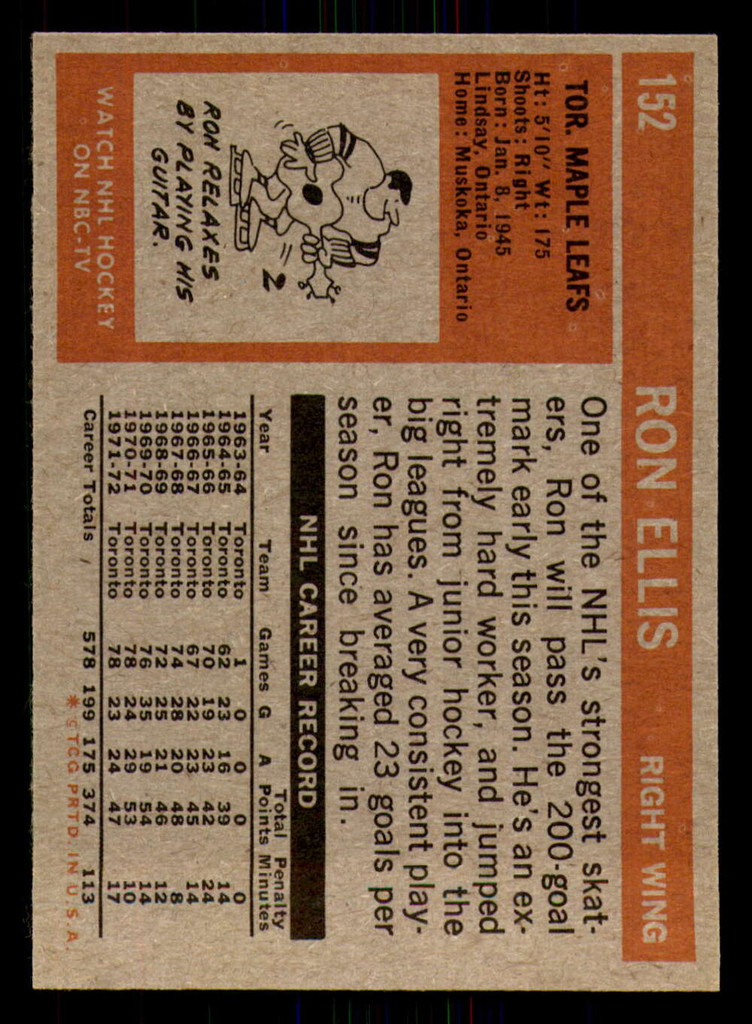 152 RON ELLIS RIGHT WING
TOR. MAPLE LEAFS
Ht: 5'10" Wt: 175
Shoots: Right
Born: Jan. 8, 1945
Lindsay, Ontario
Home: Muskoka, Ontario
2
RON RELAXES
BY PLAYING HIS
GUITAR.
WATCH NHL HOCKEY
ON NBC-TV
One of the NHL's strongest skat-
ers, Ron will pass the 200-goal
mark early this season. He's an ex-
tremely hard worker, and jumped
right from junior hockey into the
big leagues. A very consistent play-
er, Ron has averaged 23 goals per
season since breaking in.
NHL CAREER RECORD
Total Penalty
Year Team Games G A Points Minutes
1963-64 Toronto 1 0 0 0 0
1964-65 Toronto 62 23 16 39 14
1965-66 Toronto 70 19 23 42 24
1966-67 Toronto 67 22 23 45 14
1967-68 Toronto 74 28 20 48 8
1968-69 Toronto 72 25 21 46 12
1969-70 Toronto 76 35 19 54 14
1970-71 Toronto 78 24 29 53 10
1971-72 Toronto 78 23 24 47 17
Career Totals 578 199 175 374 113
* ©TCG PRTD. IN U.S.A.